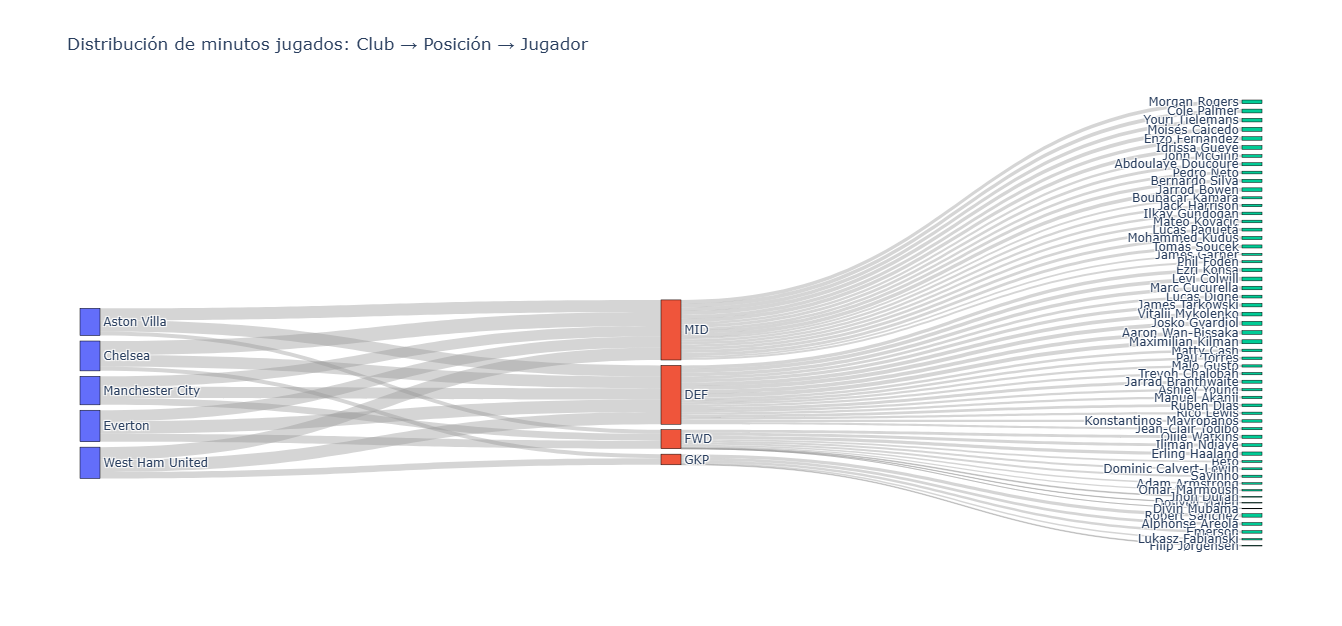 Distribución de minutos jugados: Club → Posición → Jugador
Aston Villa
Chelsea
Manchester City
Everton
West Ham United
MID
DEF
FWD
GKP
Morgan Rogers
Cole Palmer
Youri Tielemans
Moisés Caicedo
Enzo Fernández
Idrissa Gueye
John McGinn
Abdoulaye Doucouré
Pedro Neto
Bernardo Silva
Jarrod Bowen
Boubacar Kamara
Jack Harrison
Ilkay Gündogan
Mateo Kovacic
Lucas Paquetá
Mohammed Kudus
Tomas Soucek
James Garner
Phil Foden
Ezri Konsa
Levi Colwill
Marc Cucurella
Lucas Digne
James Tarkowski
Vitalii Mykolenko
Josko Gvardiol
Aaron Wan-Bissaka
Maximilian Kilman
Matty Cash
Pau Torres
Malo Gusto
Trevoh Chalobah
Jarrad Branthwaite
Ashley Young
Manuel Akanji
Rúben Dias
Rico Lewis
Konstantinos Mavropanos
Jean-Clair Todibo
Ollie Watkins
Iliman Ndiaye
Erling Haaland
Beto
Dominic Calvert-Lewin
Savinho
Adam Armstrong
Omar Marmoush
Jhon Durán
Divin Mubama
Robert Sánchez
Alphonse Areola
Emerson
Lukasz Fabianski
Filip Jørgensen